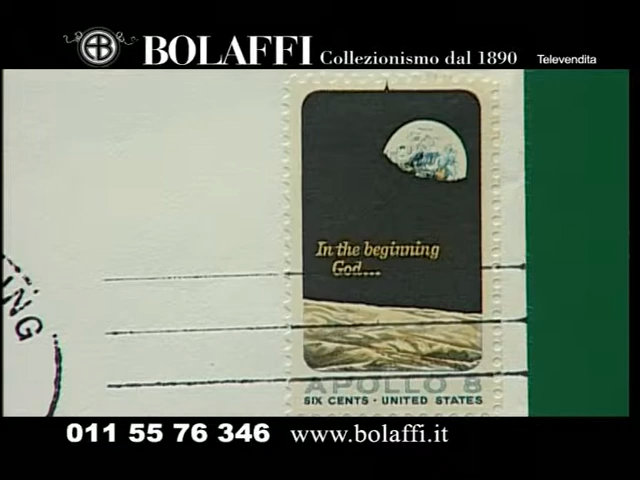 BOLAFFI Collezionismo dal 1890 Televendita
In the beginning
God...
ING
APOLLO 8
SIX CENTS · UNITED STATES
011 55 76 346 www.bolaffi.it